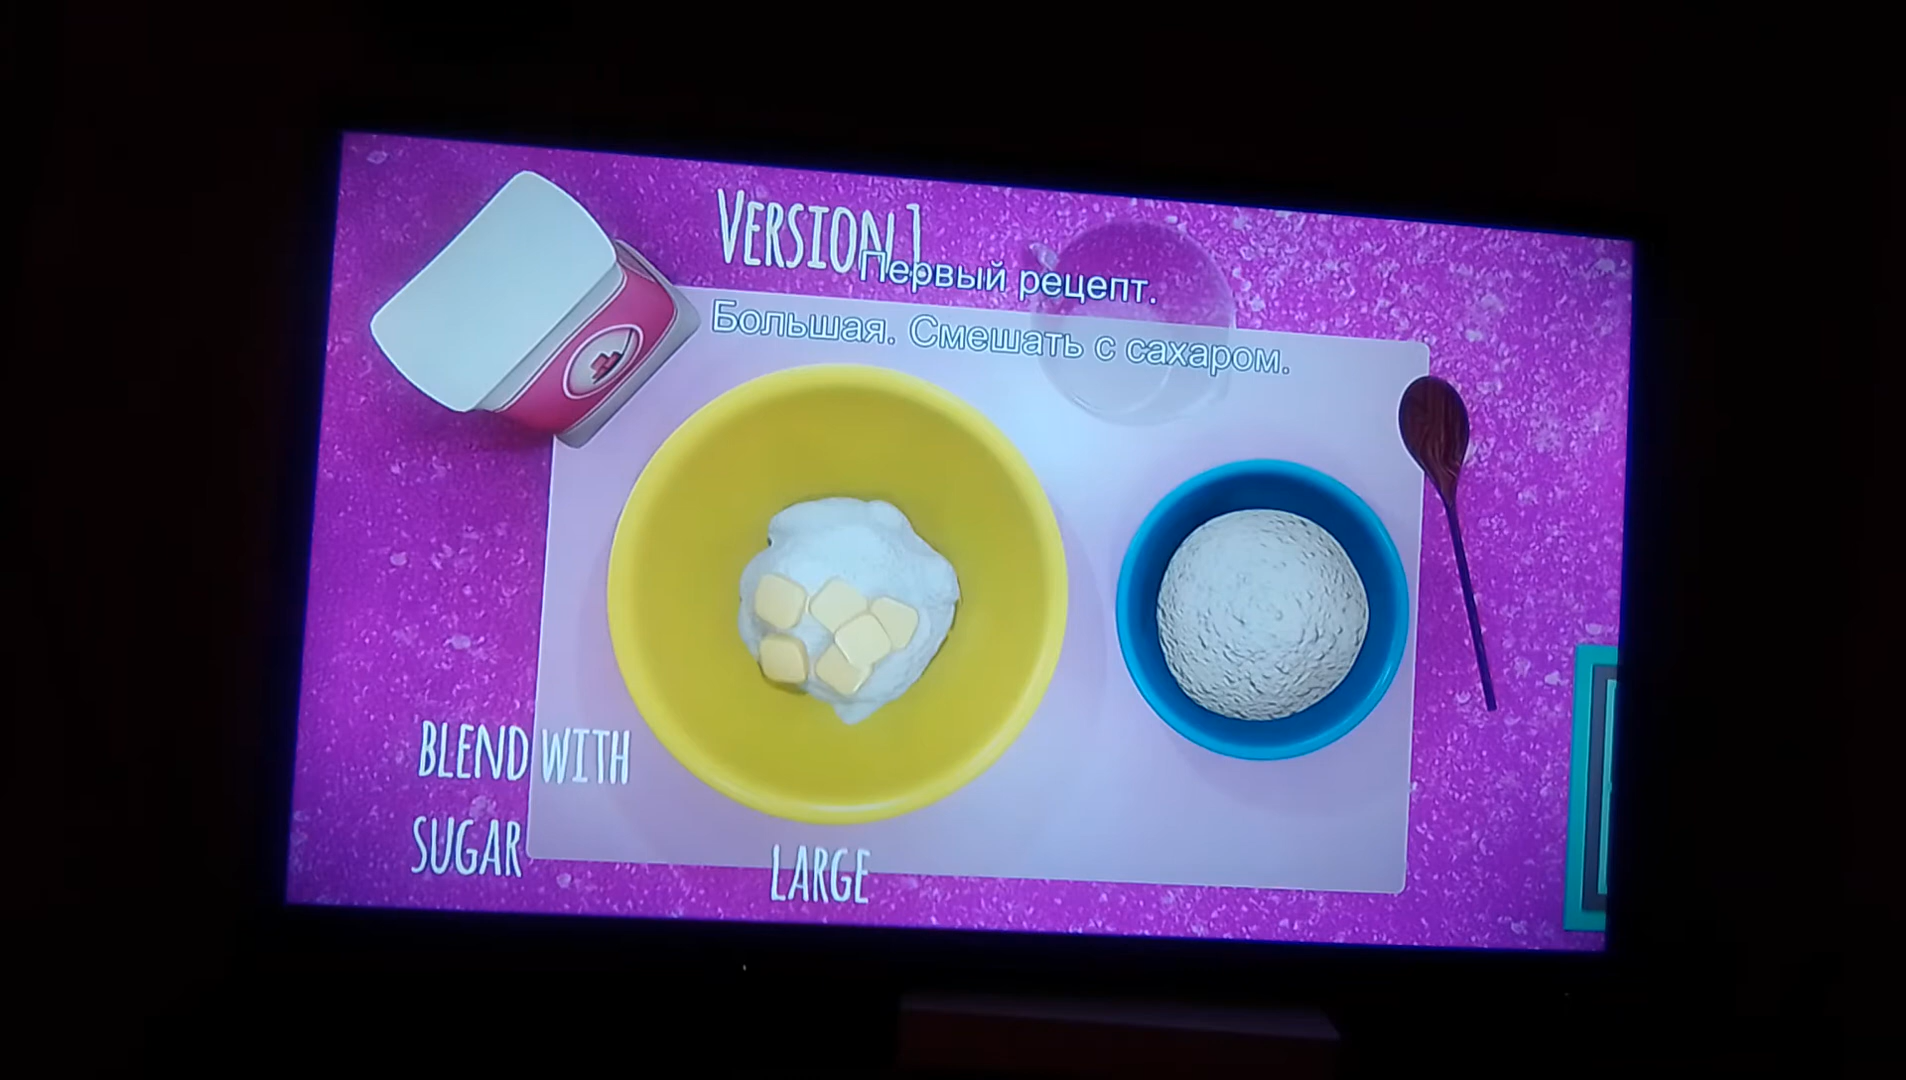 VERSION 1
Первый рецепт.
Большая. Смешать с сахаром.
BLEND WITH
SUGAR
LARGE